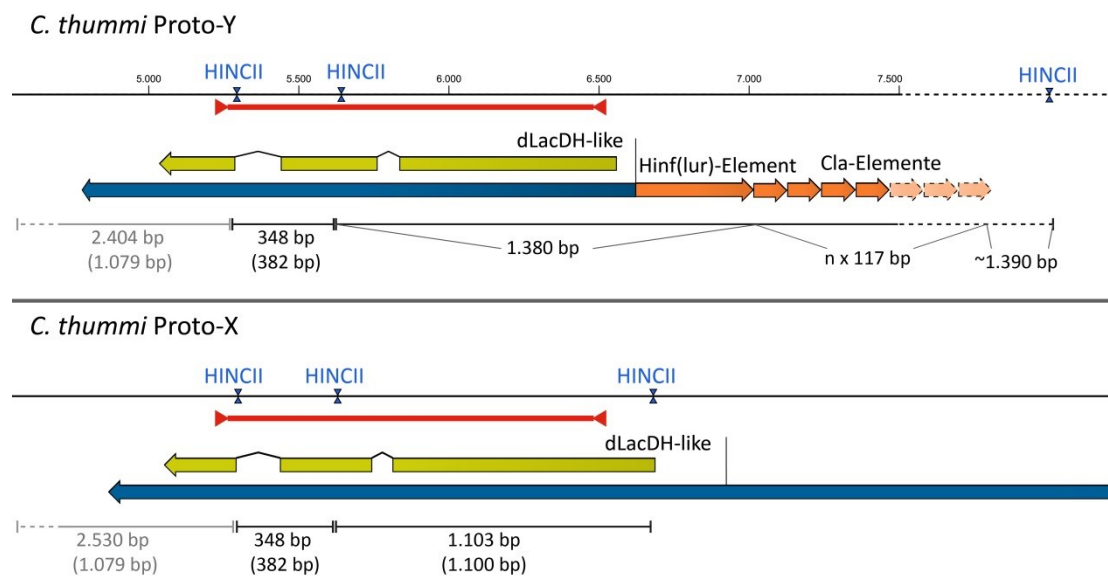 C. thummi Proto-Y
HINCII HINCII HINCII
5.000 5.500 6.000 6.500 7.000 7.500
dLacDH-like
Hinf(lur)-Element Cla-Elemente
2.404 bp 348 bp 1.380 bp n x 117 bp ~1.390 bp
(1.079 bp) (382 bp)
C. thummi Proto-X
HINCII HINCII HINCII
dLacDH-like
2.530 bp 348 bp 1.103 bp
(1.079 bp) (382 bp) (1.100 bp)